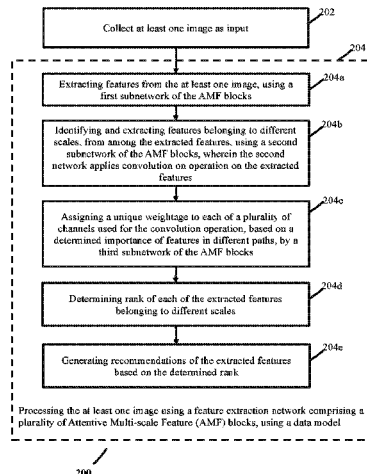 202
Collect at least one image as input
204
204a
Extracting features from the at least one image, using a
first subnetwork of the AMF blocks
204b
Identifying and extracting features belonging to different
scales, from among the extracted features, using a second
subnetwork of the AMF blocks, wherein the second
network applies convolution on operation on the extracted
features
204c
Assigning a unique weightage to each of a plurality of
channels used for the convolution operation, based on a
determined importance of features in different paths, by a
third subnetwork of the AMF blocks
204d
Determining rank of each of the extracted features
belonging to different scales
204e
Generating recommendations of the extracted features
based on the determined rank
Processing the at least one image using a feature extraction network comprising a
plurality of Attentive Multi-scale Feature (AMF) blocks, using a data model
200